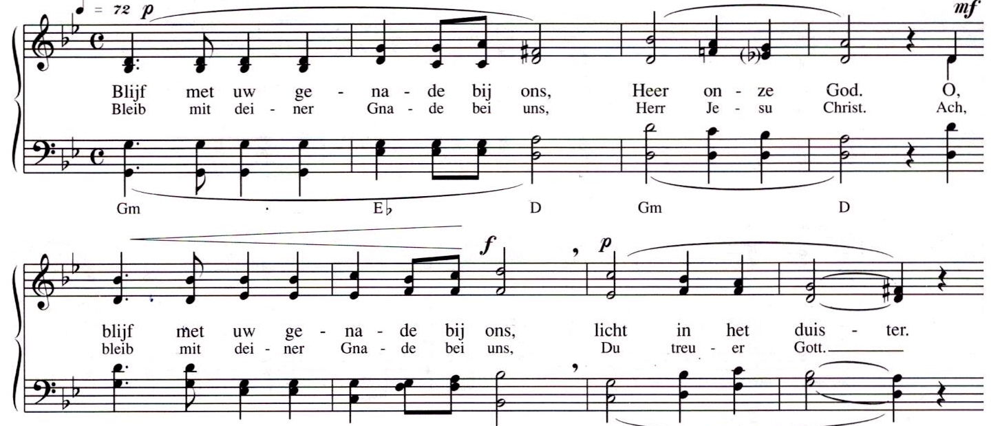 ♩ = 72 p mf
Blijf met uw ge - na - de bij ons, Heer on - ze God. O,
Bleib mit dei - ner Gna - de bei uns, Herr Je - su Christ. Ach,
Gm E♭ D Gm D
f p
blijf met uw ge - na - de bij ons, licht in het duis - ter.
bleib mit dei - ner Gna - de bei uns, Du treu - er Gott.